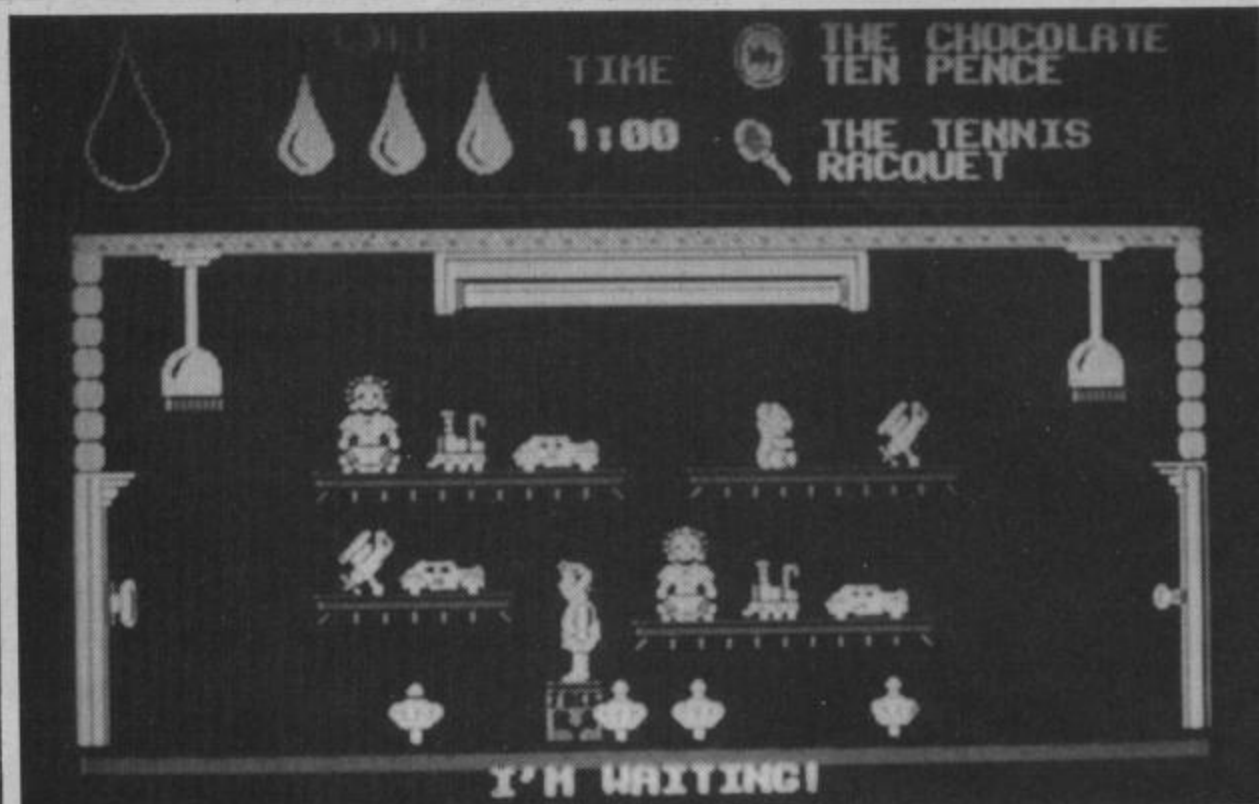 TIME
1:00
THE CHOCOLATE
TEN PENCE
THE TENNIS
RACQUET
I'M WAITING!